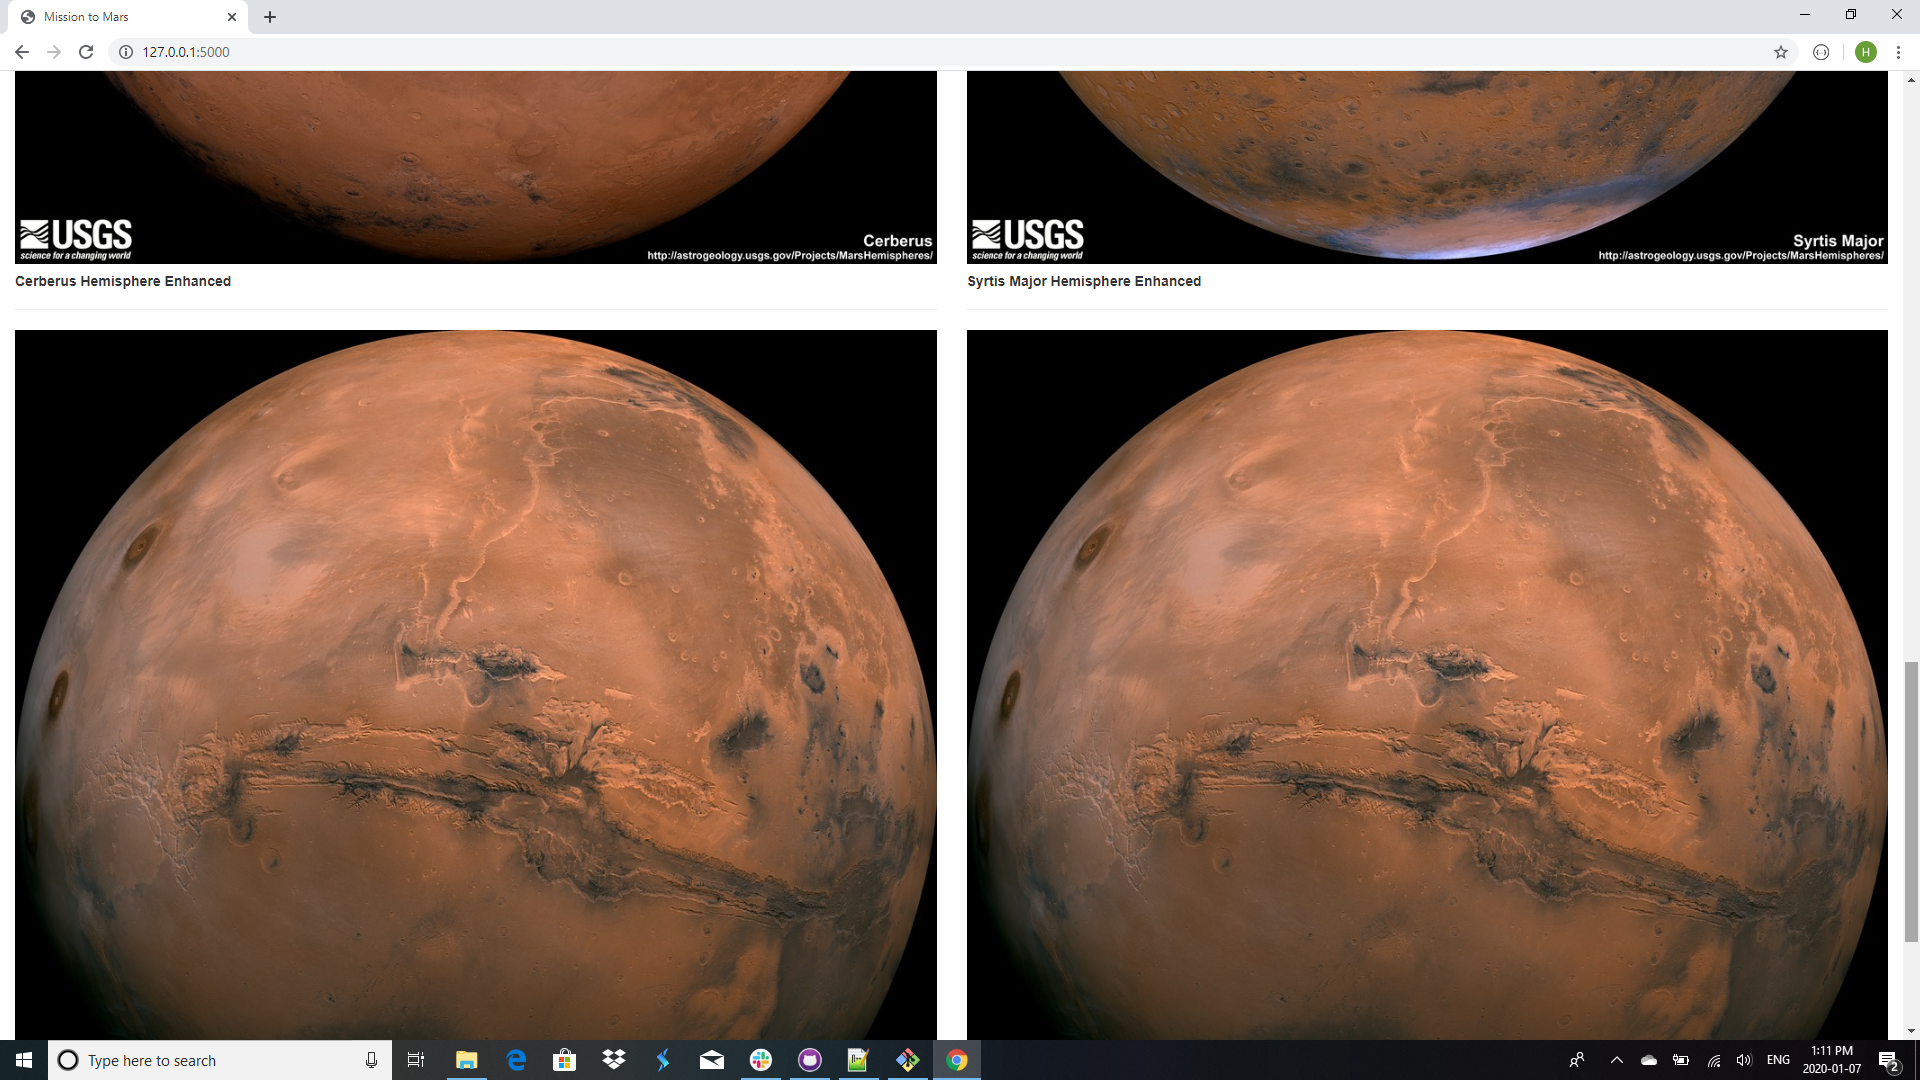 Mission to Mars
127.0.0.1:5000
H
USGS
science for a changing world
Cerberus
http://astrogeology.usgs.gov/Projects/MarsHemispheres/
Cerberus Hemisphere Enhanced
USGS
science for a changing world
Syrtis Major
http://astrogeology.usgs.gov/Projects/MarsHemispheres/
Syrtis Major Hemisphere Enhanced
Type here to search
ENG
1:11 PM
2020-01-07
2